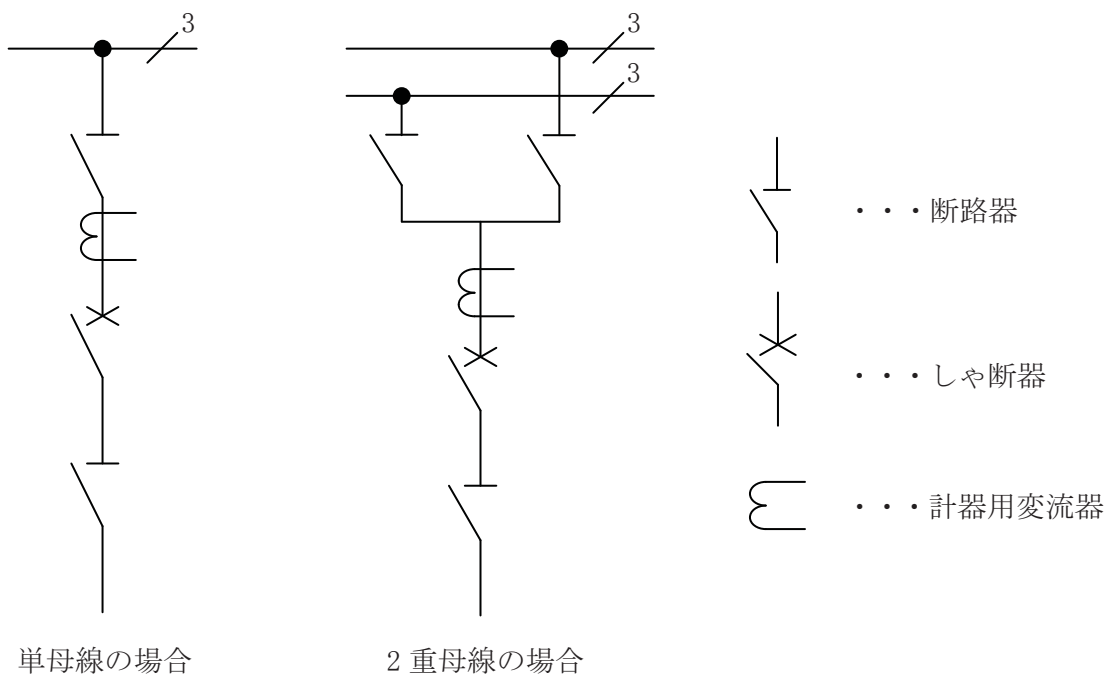 3
3
3
・・・断路器
・・・しゃ断器
・・・計器用変流器
単母線の場合
2 重母線の場合